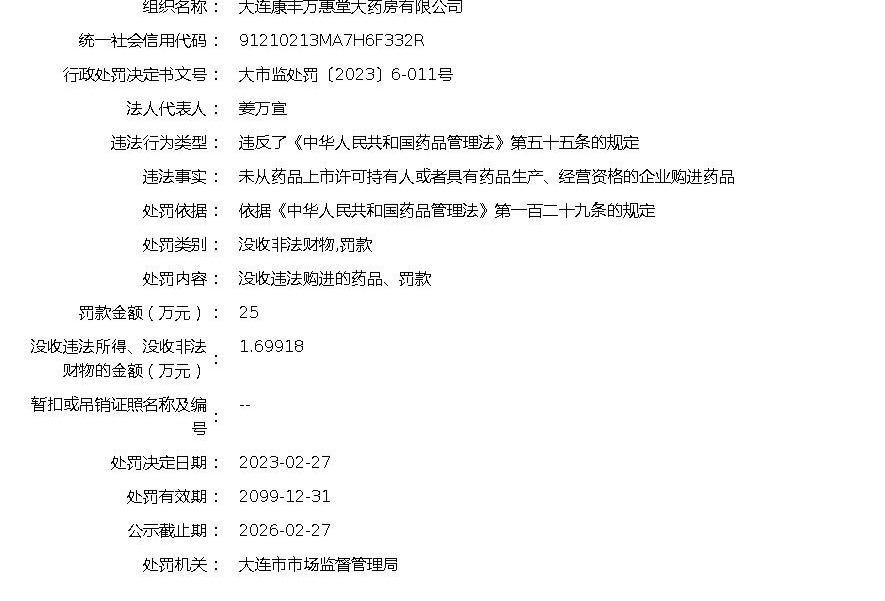 组织名称： 大连康丰万惠堂大药房有限公司
统一社会信用代码： 91210213MA7H6F332R
行政处罚决定书文号： 大市监处罚〔2023〕6-011号
法人代表人： 姜万宣
违法行为类型： 违反了《中华人民共和国药品管理法》第五十五条的规定
违法事实： 未从药品上市许可持有人或者具有药品生产、经营资格的企业购进药品
处罚依据： 依据《中华人民共和国药品管理法》第一百二十九条的规定
处罚类别： 没收非法财物,罚款
处罚内容： 没收违法购进的药品、罚款
罚款金额（万元）： 25
没收违法所得、没收非法
财物的金额（万元）： 1.69918
暂扣或吊销证照名称及编
号： --
处罚决定日期： 2023-02-27
处罚有效期： 2099-12-31
公示截止期： 2026-02-27
处罚机关： 大连市市场监督管理局